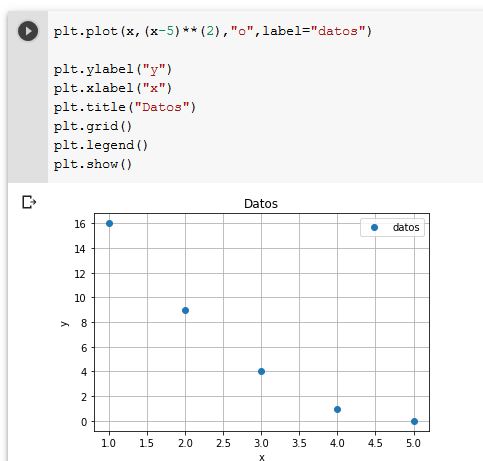 plt.plot(x,(x-5)**(2),"o",label="datos")
plt.ylabel("y")
plt.xlabel("x")
plt.title("Datos")
plt.grid()
plt.legend()
plt.show()
Datos
datos
16
14
12
10
8
6
4
2
0
y
1.0 1.5 2.0 2.5 3.0 3.5 4.0 4.5 5.0
x